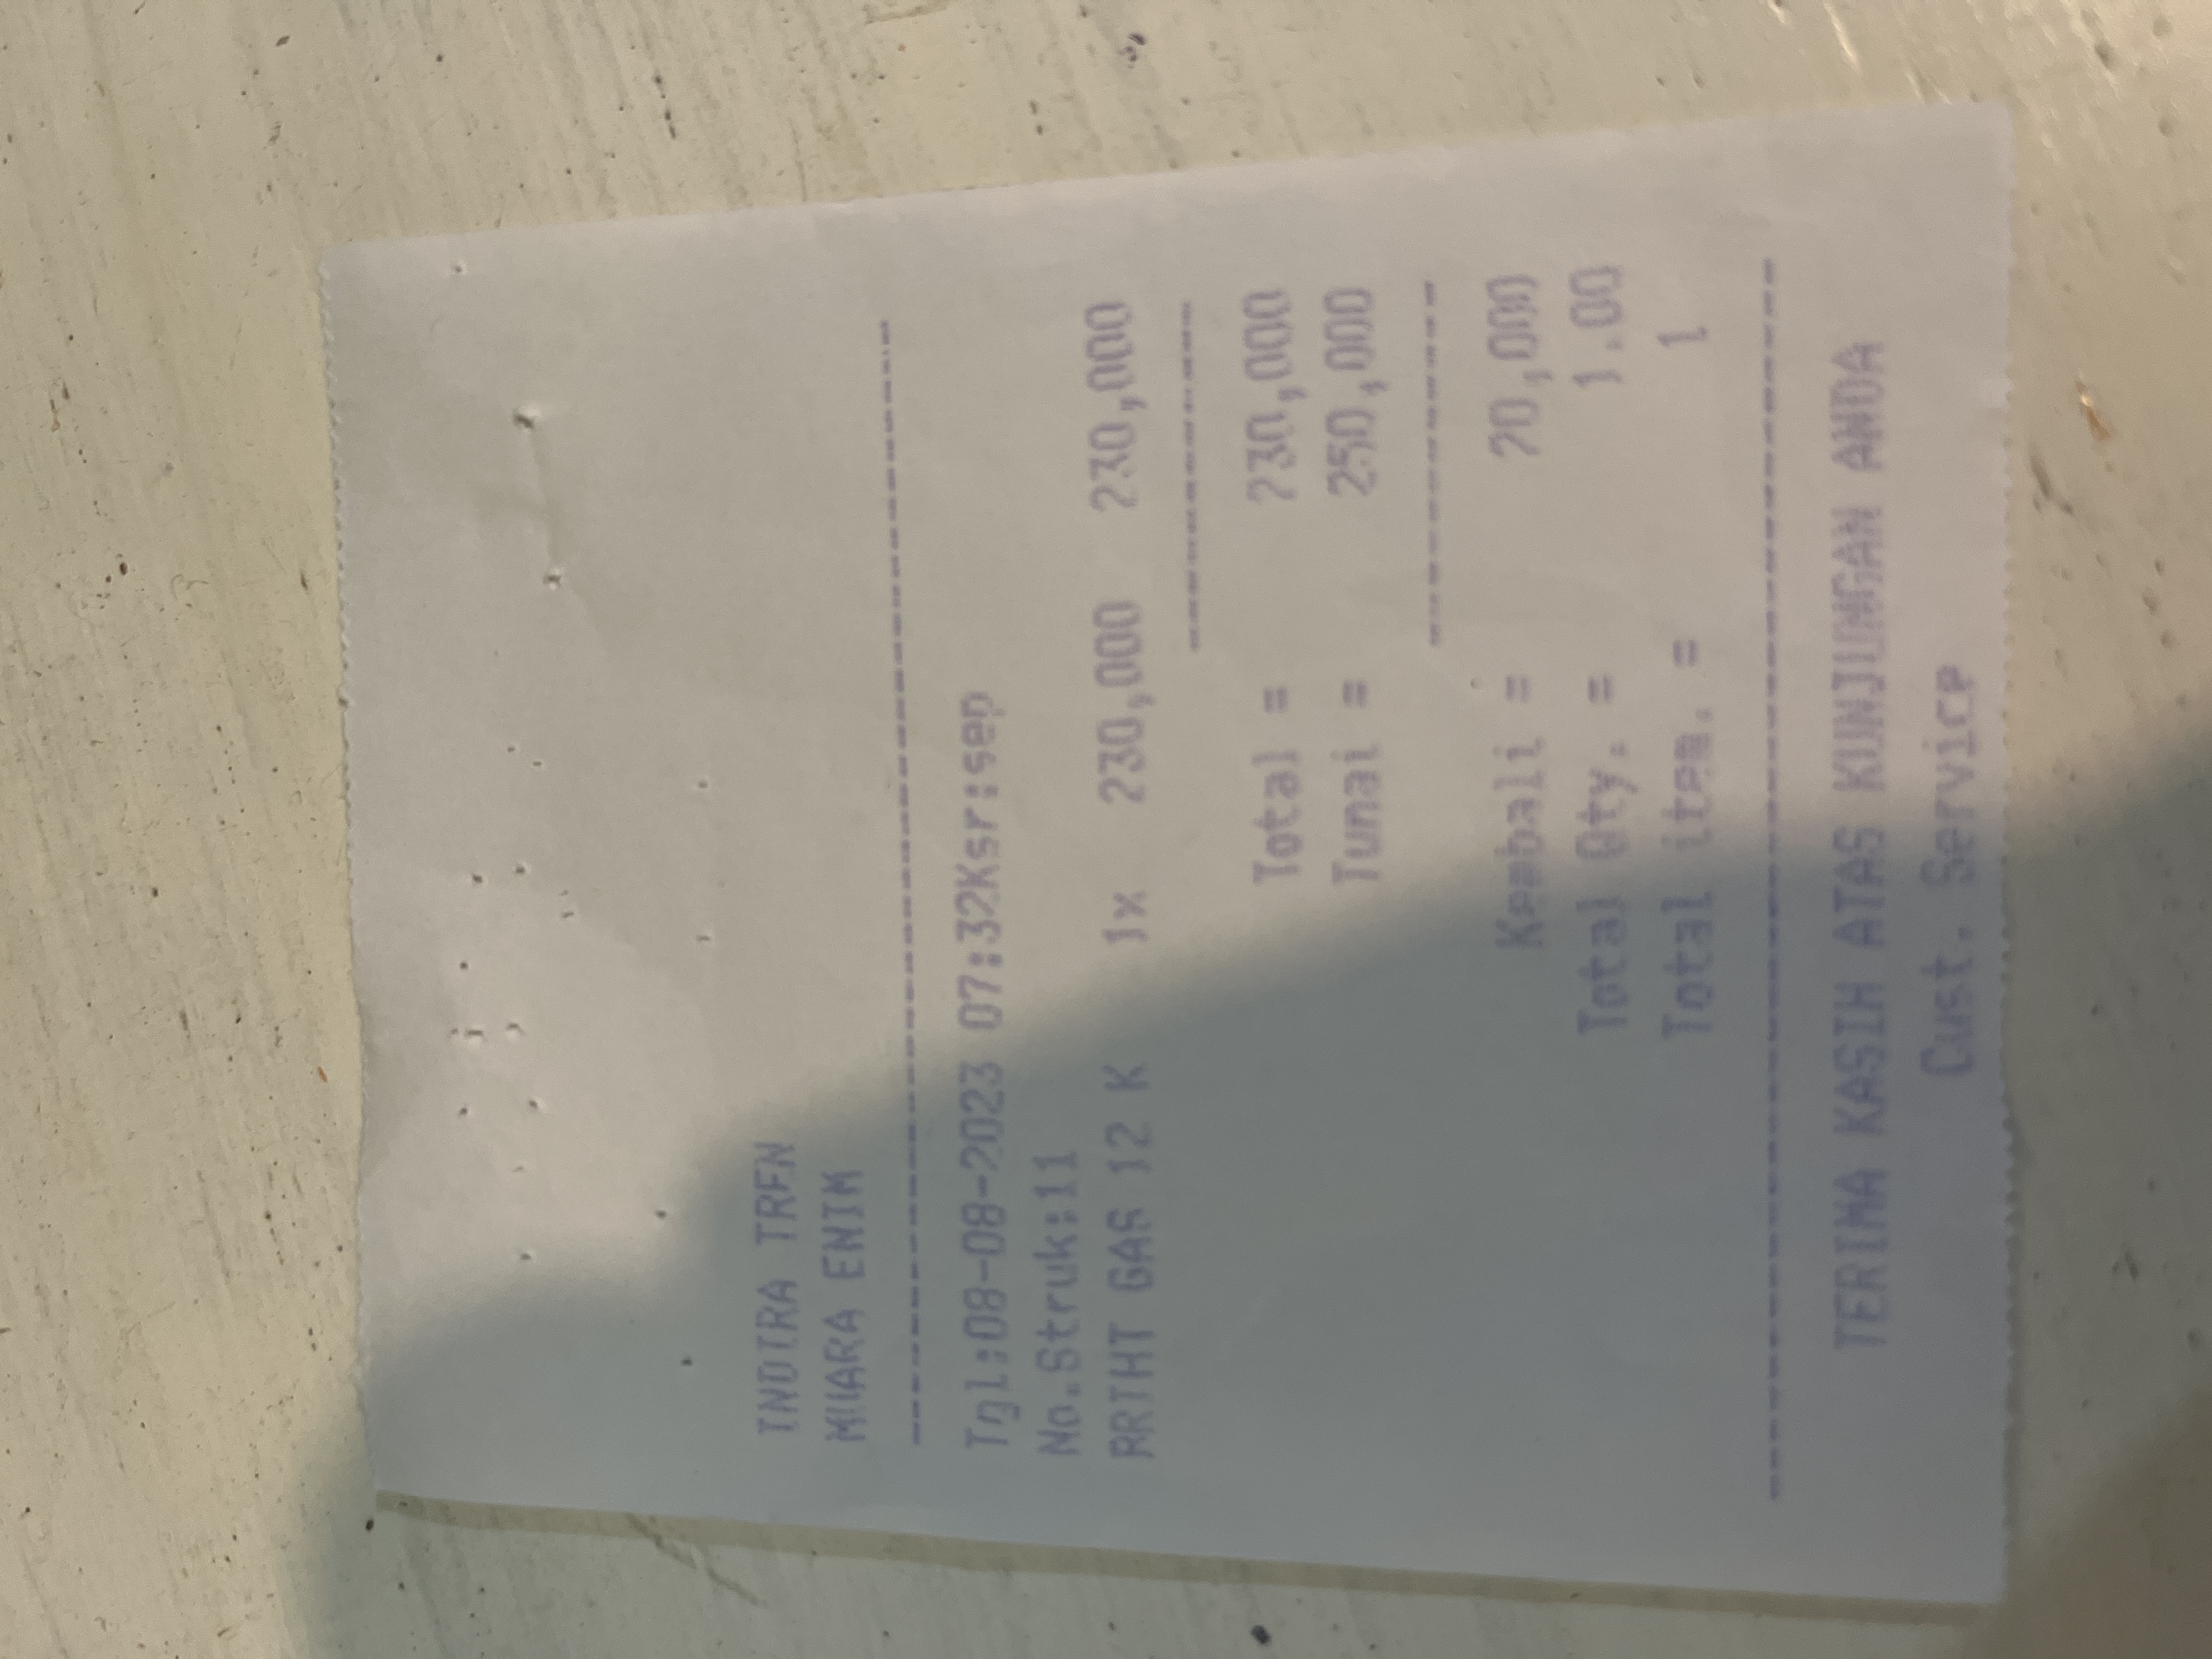 INDIRA TREN
MUARA ENIM
--------------------------------
Tgl:08-08-2023 07:32Ksr:sep
No.Struk:11
BRIHT GAS 12 K 1x 230,000 230,000
----------
Total = 230,000
Tunai = 250,000
----------
Kembali = 20,000
Total Qty. = 1.00
Total item. = 1
--------------------------------
TERIMA KASIH ATAS KUNJUNGAN ANDA
Cust. Service